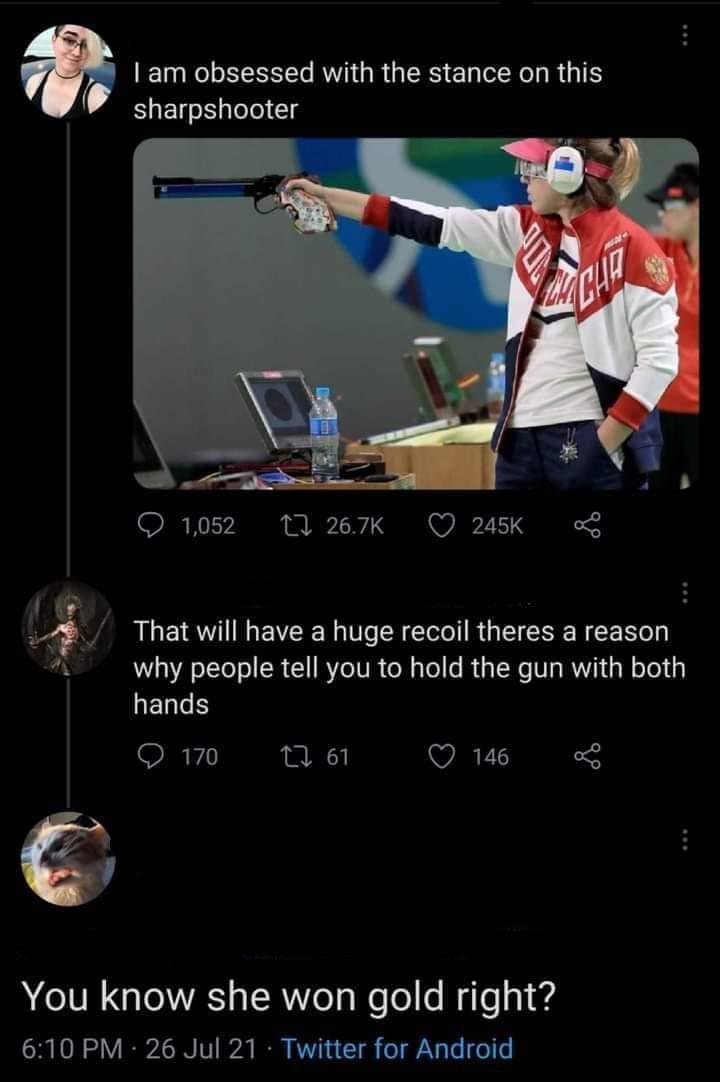 I am obsessed with the stance on this
sharpshooter
1,052 26.7K 245K
That will have a huge recoil theres a reason
why people tell you to hold the gun with both
hands
170 61 146
You know she won gold right?
6:10 PM · 26 Jul 21 · Twitter for Android